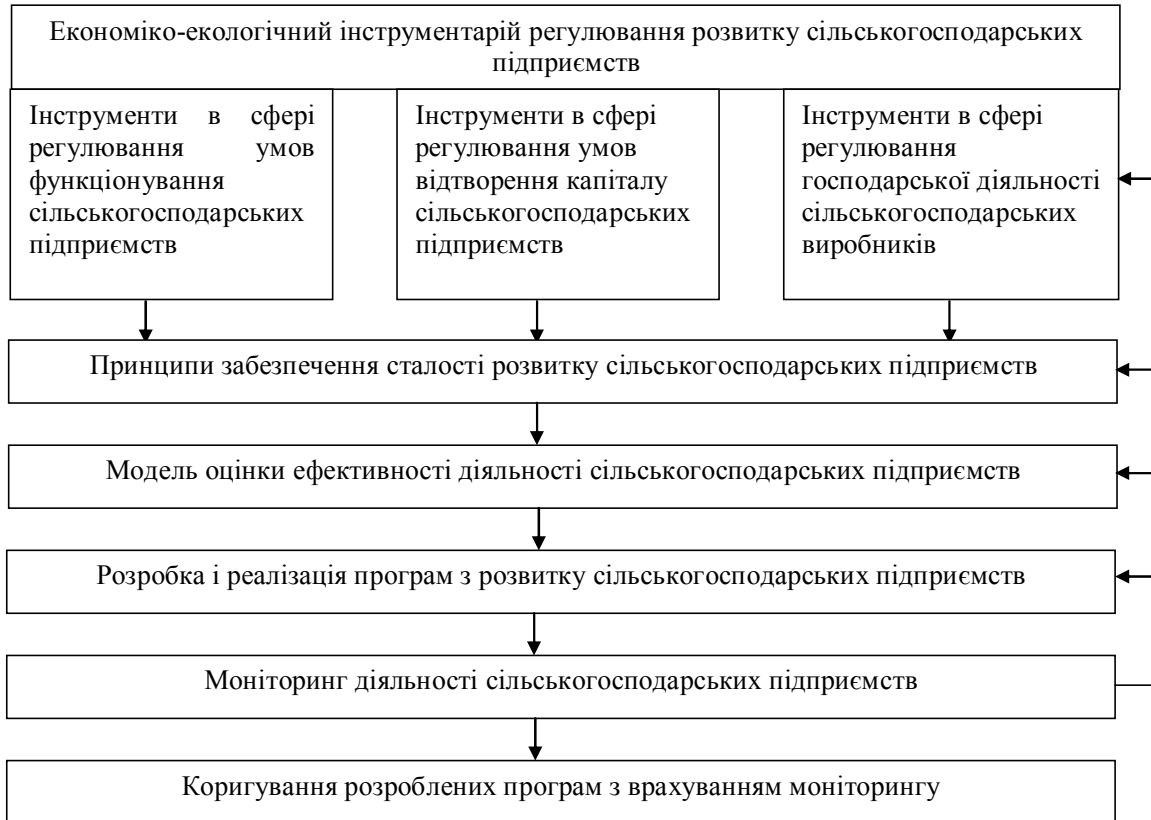 Економіко-екологічний інструментарій регулювання розвитку сільськогосподарських
підприємств
Інструменти в сфері
регулювання умов
функціонування
сільськогосподарських
підприємств
Інструменти в сфері
регулювання умов
відтворення капіталу
сільськогосподарських
підприємств
Інструменти в сфері
регулювання
господарської діяльності
сільськогосподарських
виробників
Принципи забезпечення сталості розвитку сільськогосподарських підприємств
Модель оцінки ефективності діяльності сільськогосподарських підприємств
Розробка і реалізація програм з розвитку сільськогосподарських підприємств
Моніторинг діяльності сільськогосподарських підприємств
Коригування розроблених програм з врахуванням моніторингу